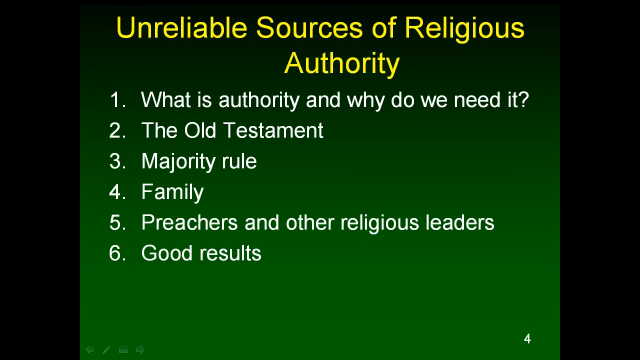 Unreliable Sources of Religious
Authority
1. What is authority and why do we need it?
2. The Old Testament
3. Majority rule
4. Family
5. Preachers and other religious leaders
6. Good results
4